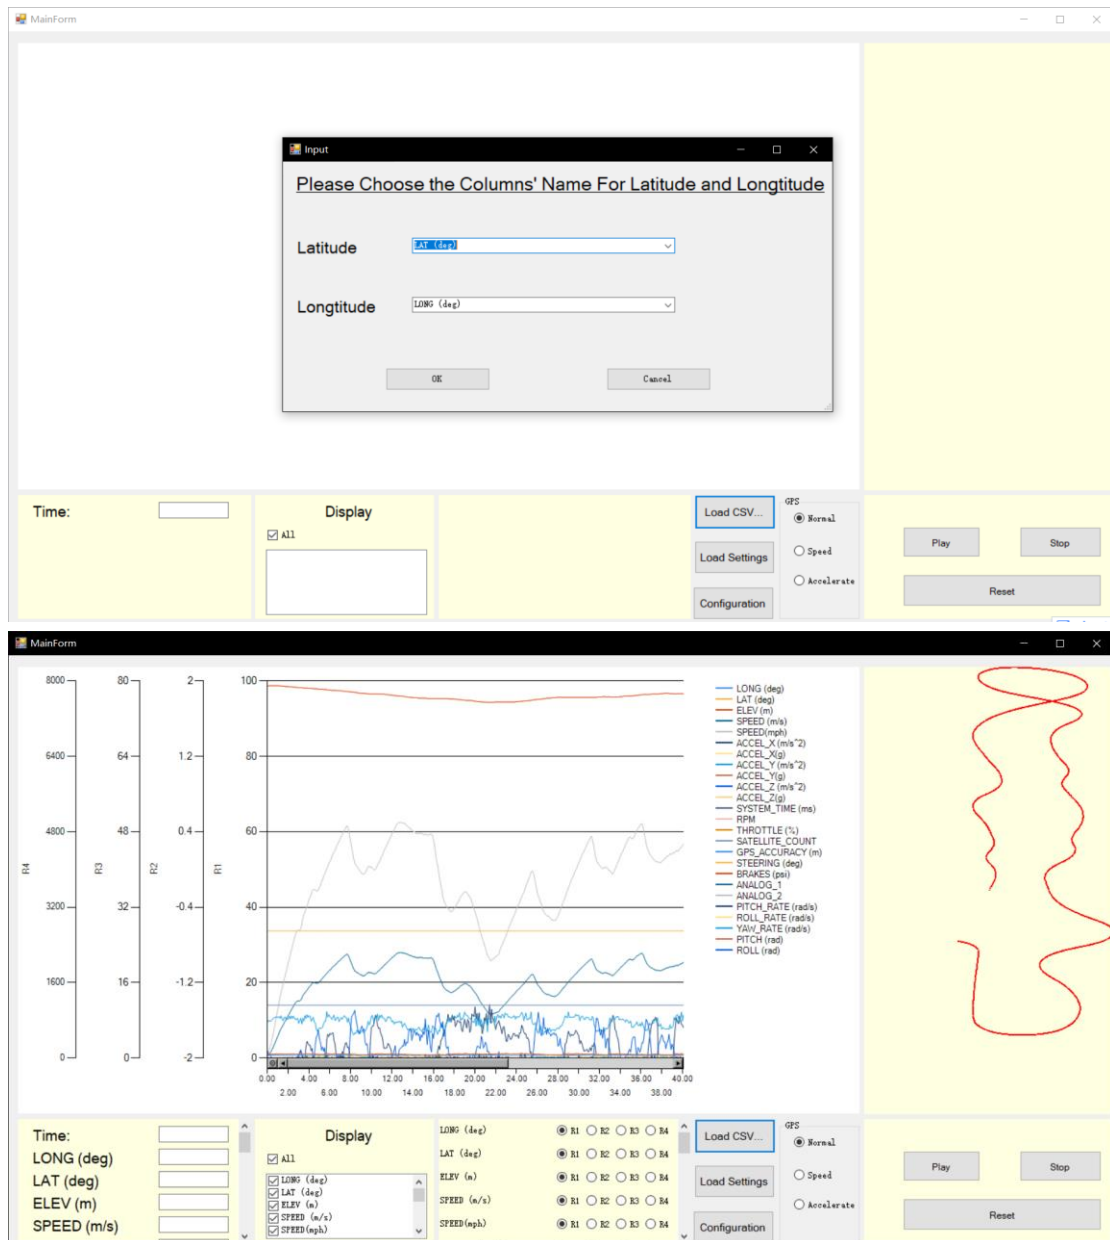 MainForm
Input
Please Choose the Columns' Name For Latitude and Longtitude
Latitude
LAT (deg)
Longtitude
LONG (deg)
OK
Cancel
Time:
Display
All
Load CSV...
Load Settings
Configuration
GPS
Normal
Speed
Accelerate
Play
Stop
Reset
MainForm
8000
6400
4800
3200
1600
0
R4
80
64
48
32
16
0
R3
2
1.2
0.4
-0.4
-1.2
-2
R2
100
80
60
40
20
0
R1
0.00 4.00 8.00 12.00 16.00 20.00 24.00 28.00 32.00 36.00 40.00
2.00 6.00 10.00 14.00 18.00 22.00 26.00 30.00 34.00 38.00
LONG (deg)
LAT (deg)
ELEV (m)
SPEED (m/s)
SPEED(mph)
ACCEL_X (m/s^2)
ACCEL_X(g)
ACCEL_Y (m/s^2)
ACCEL_Y(g)
ACCEL_Z (m/s^2)
ACCEL_Z(g)
SYSTEM_TIME (ms)
RPM
THROTTLE (%)
SATELLITE_COUNT
GPS_ACCURACY (m)
STEERING (deg)
BRAKES (psi)
ANALOG_1
ANALOG_2
PITCH_RATE (rad/s)
ROLL_RATE (rad/s)
YAW_RATE (rad/s)
PITCH (rad)
ROLL (rad)
Time:
LONG (deg)
LAT (deg)
ELEV (m)
SPEED (m/s)
Display
All
LONG (deg)
LAT (deg)
ELEV (m)
SPEED (m/s)
SPEED(mph)
LONG (deg) R1 R2 R3 R4
LAT (deg) R1 R2 R3 R4
ELEV (m) R1 R2 R3 R4
SPEED (m/s) R1 R2 R3 R4
SPEED(mph) R1 R2 R3 R4
Load CSV...
Load Settings
Configuration
GPS
Normal
Speed
Accelerate
Play
Stop
Reset